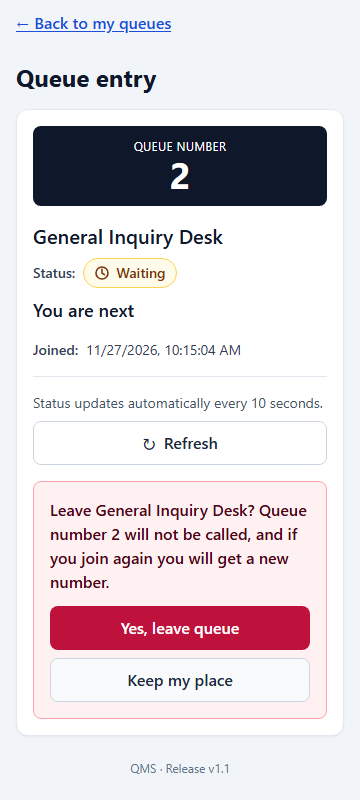 ← Back to my queues
Queue entry
QUEUE NUMBER
2
General Inquiry Desk
Status: Waiting
You are next
Joined: 11/27/2026, 10:15:04 AM
Status updates automatically every 10 seconds.
↻ Refresh
Leave General Inquiry Desk? Queue
number 2 will not be called, and if
you join again you will get a new
number.
Yes, leave queue
Keep my place
QMS · Release v1.1